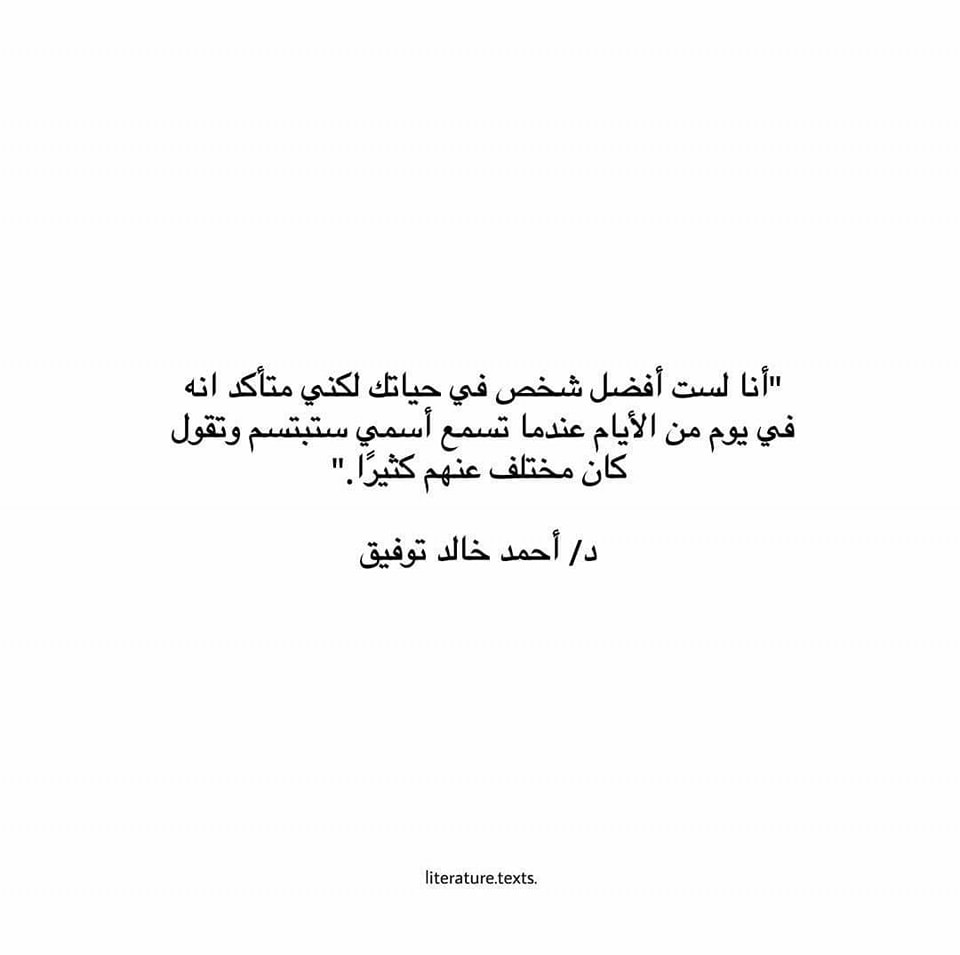 "أنا لست أفضل شخص في حياتك لكني متأكد انه
في يوم من الأيام عندما تسمع أسمي ستبتسم وتقول
كان مختلف عنهم كثيرًا."
د/ أحمد خالد توفيق
literature.texts.